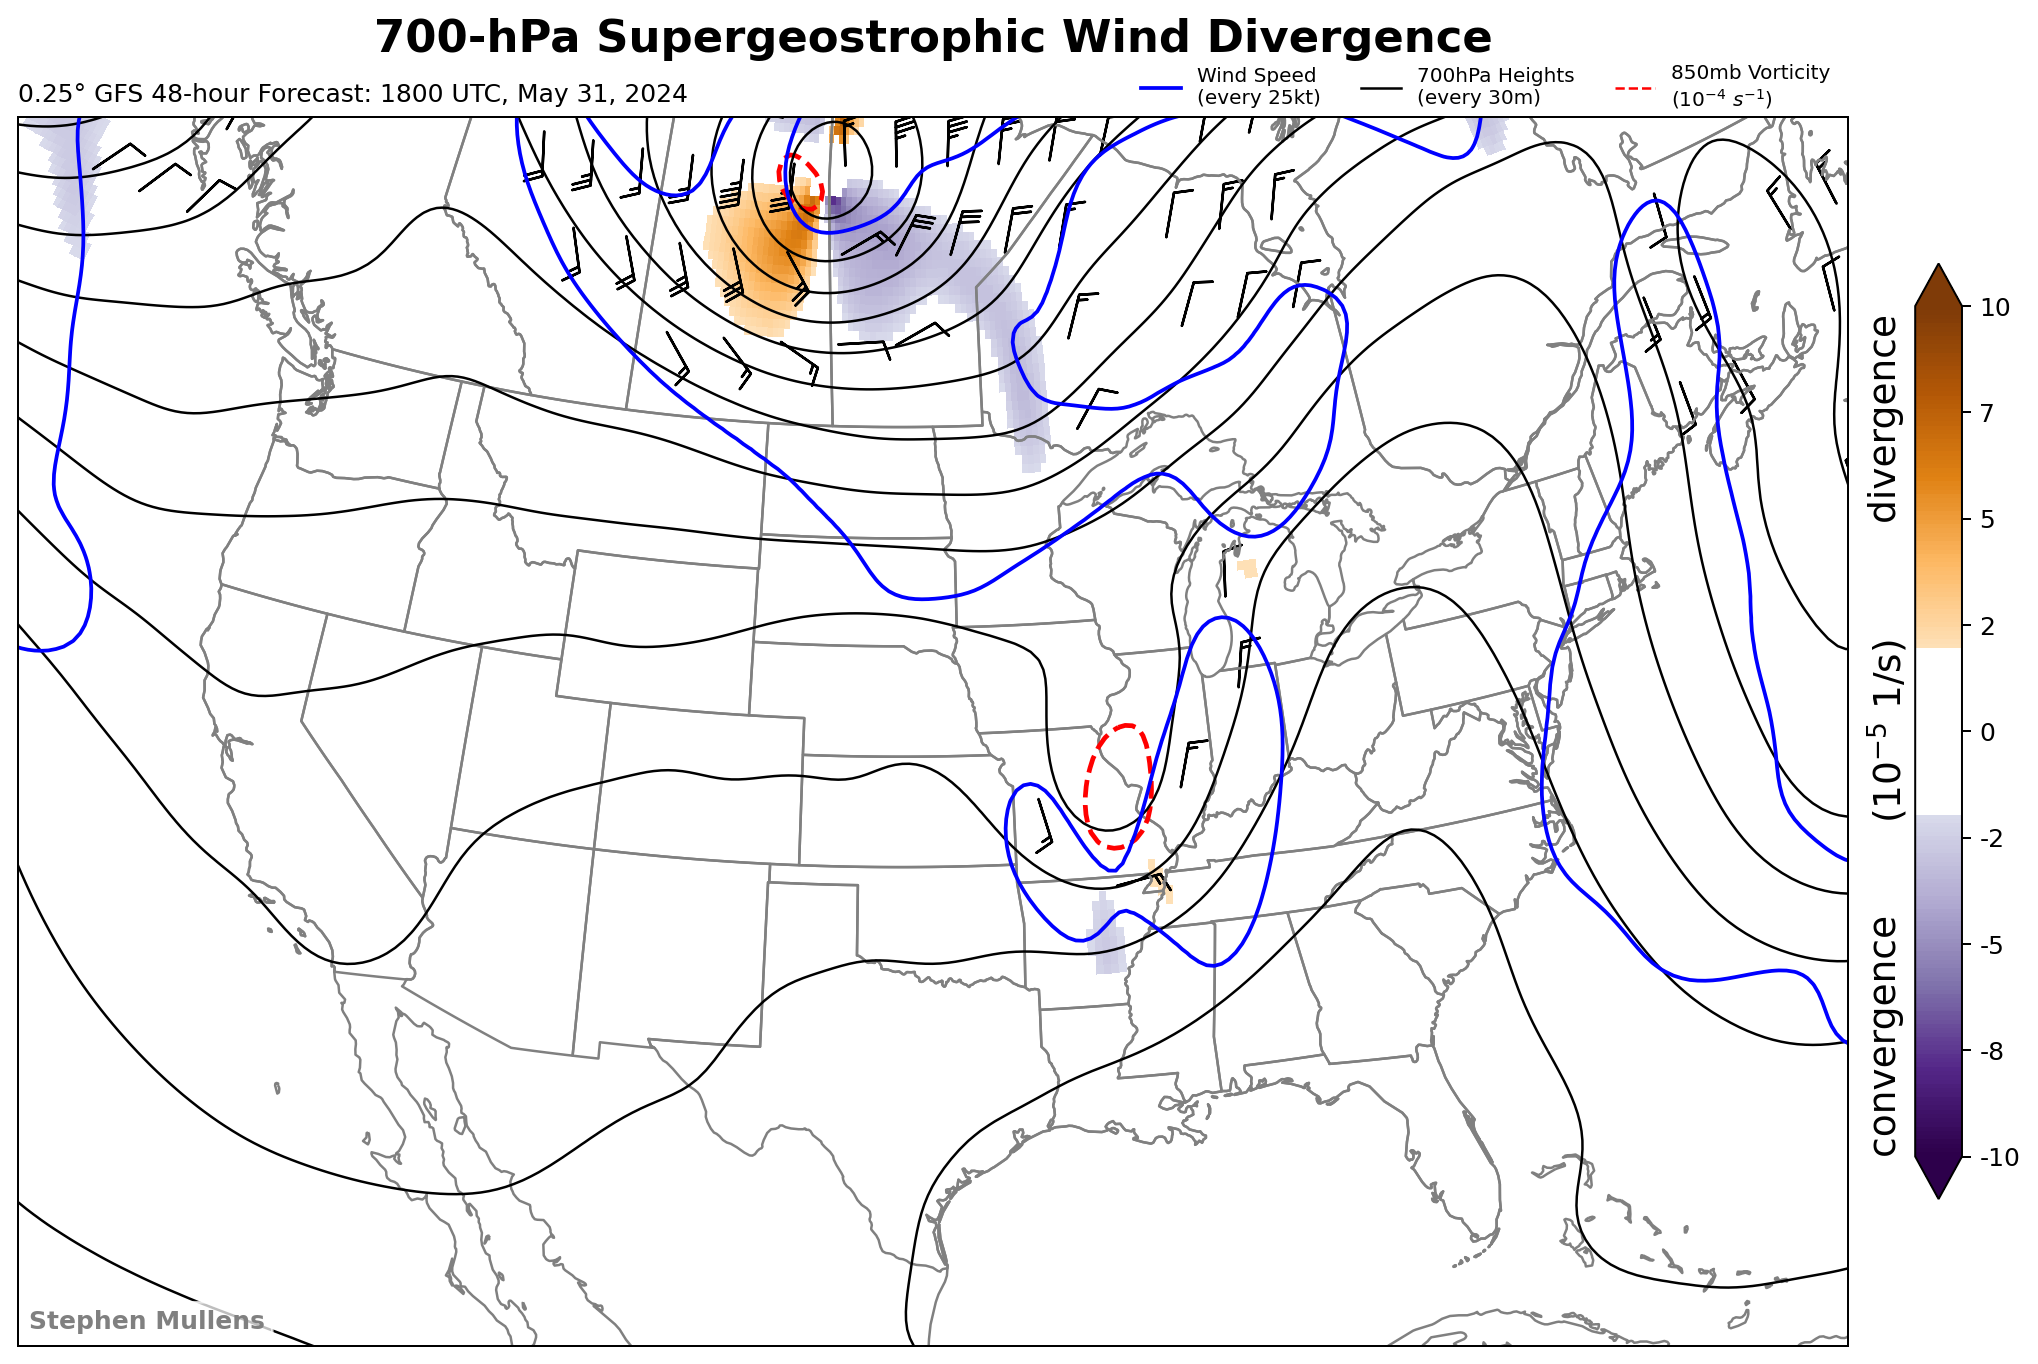 700-hPa Supergeostrophic Wind Divergence
0.25° GFS 48-hour Forecast: 1800 UTC, May 31, 2024
Wind Speed
(every 25kt)
700hPa Heights
(every 30m)
850mb Vorticity
(10⁻⁴ s⁻¹)
10
7
5
2
0
-2
-5
-8
-10
convergence (10⁻⁵ 1/s) divergence
Stephen Mullens